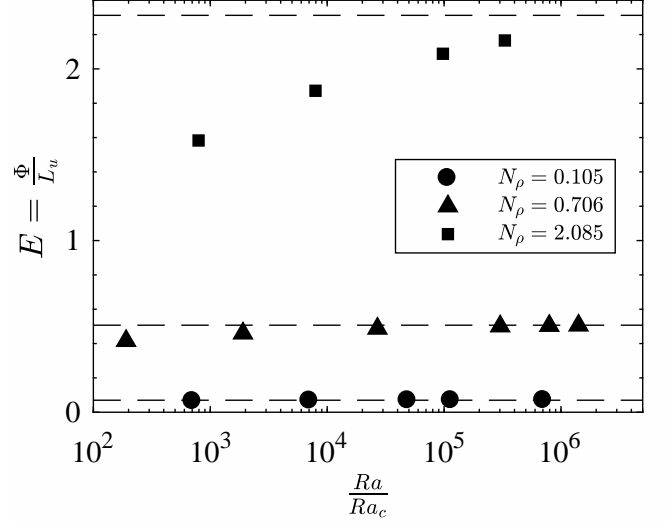 2
1
0
E = Φ/L_u
N_ρ = 0.105
N_ρ = 0.706
N_ρ = 2.085
10^2 10^3 10^4 10^5 10^6
Ra/Ra_c